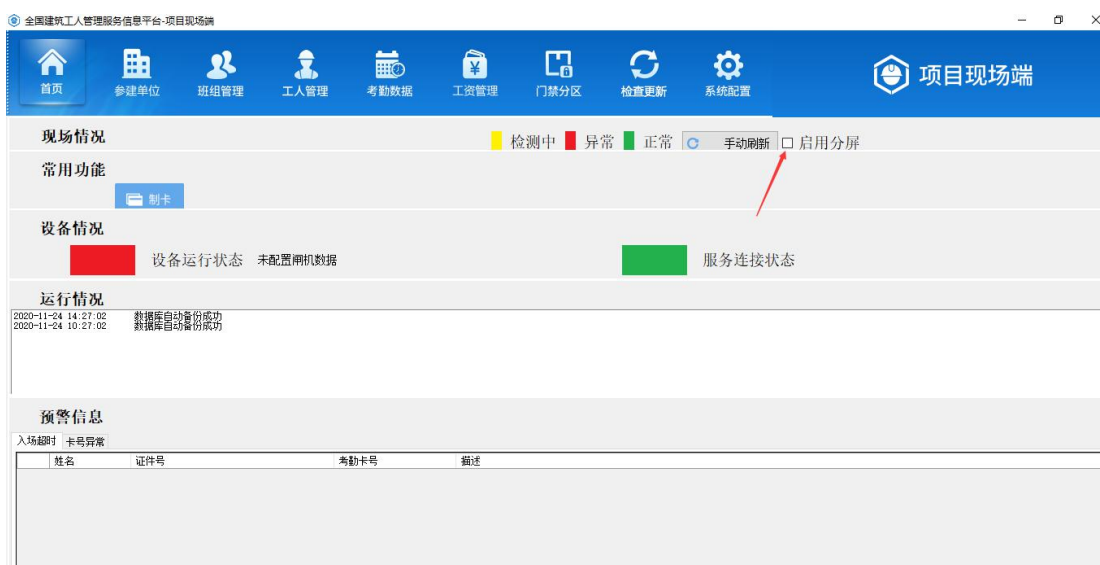 全国建筑工人管理服务信息平台-项目现场端
首页 参建单位 班组管理 工人管理 考勤数据 工资管理 门禁分区 检查更新 系统配置 项目现场端
现场情况 检测中 异常 正常 手动刷新 启用分屏
常用功能
制卡
设备情况
设备运行状态 未配置闸机数据 服务连接状态
运行情况
2020-11-24 14:27:02 数据库自动备份成功
2020-11-24 10:27:02 数据库自动备份成功
预警信息
入场超时 卡号异常
姓名 证件号 考勤卡号 描述